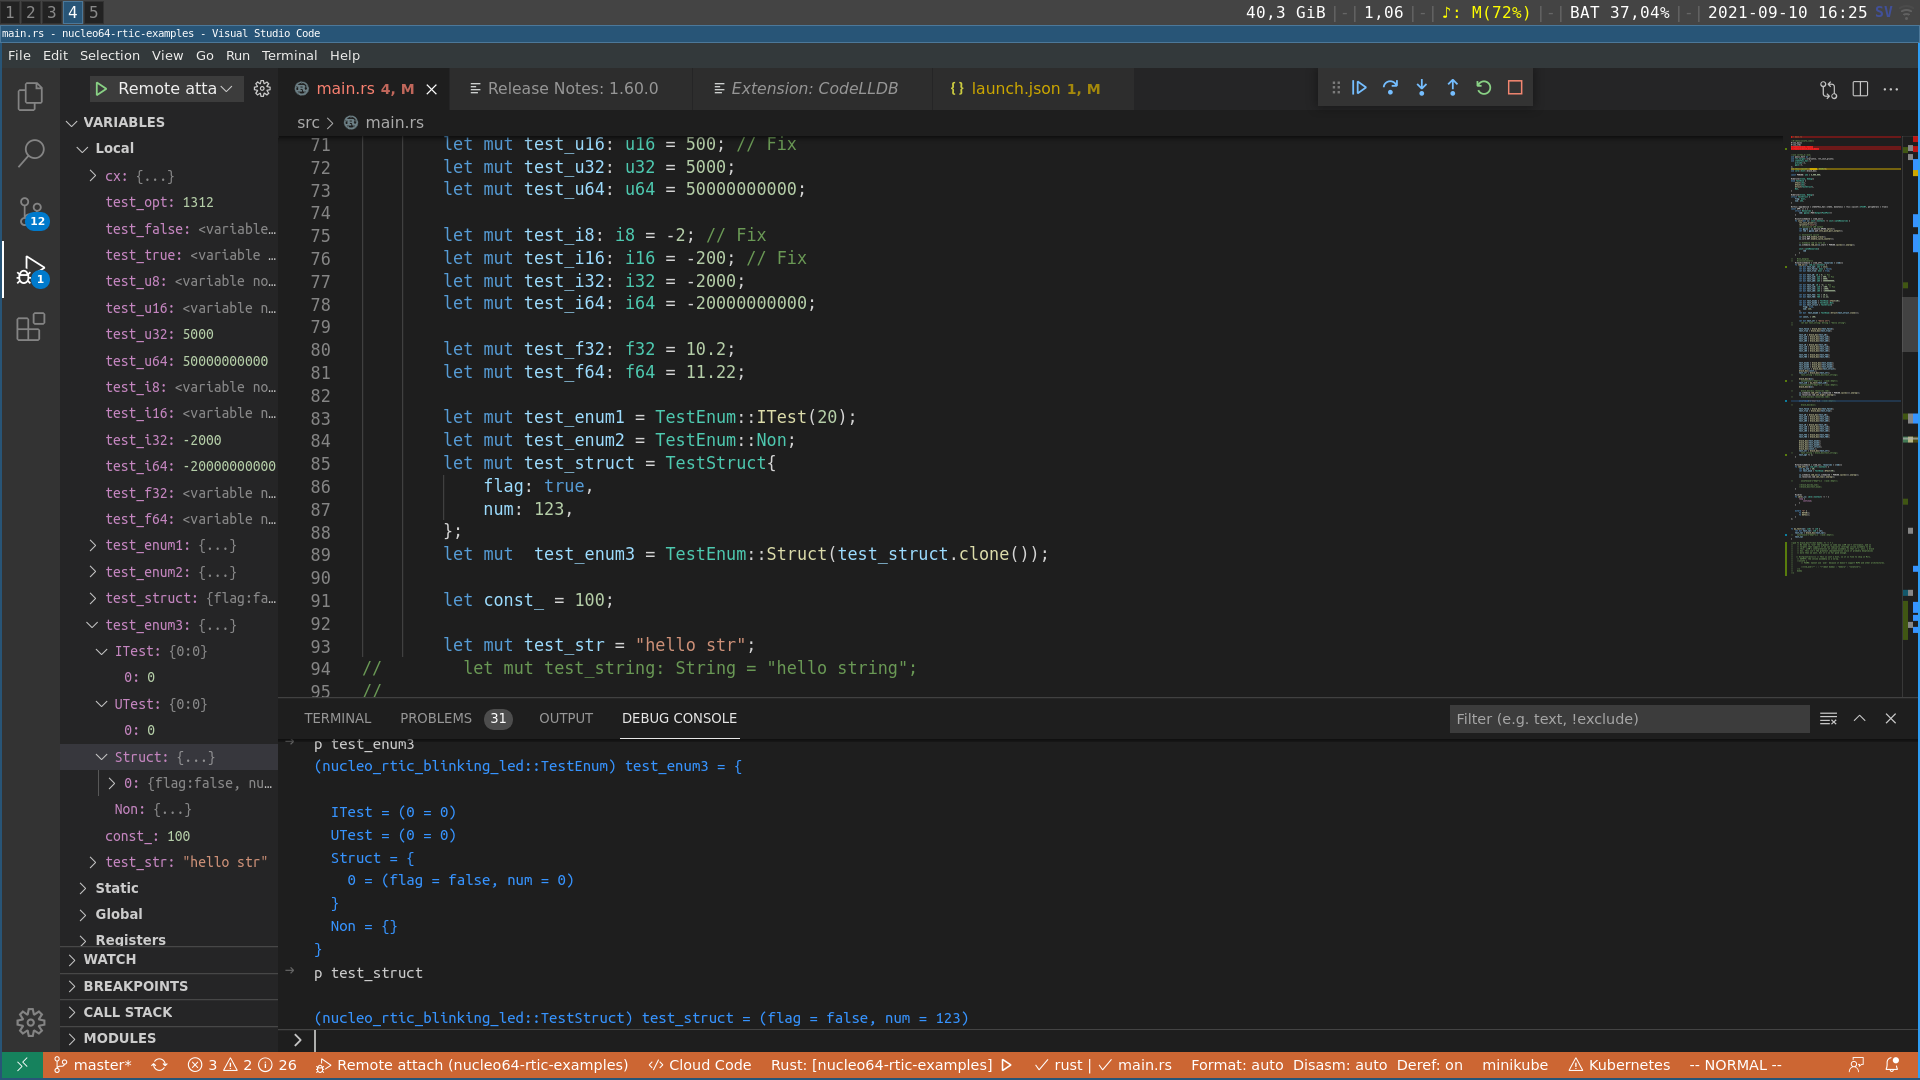 1 2 3 4 5
40,3 GiB |-| 1,06 |-| ♪: M(72%) |-| BAT 37,04% |-| 2021-09-10 16:25 SV
main.rs - nucleo64-rtic-examples - Visual Studio Code
File Edit Selection View Go Run Terminal Help
Remote atta
main.rs 4, M
Release Notes: 1.60.0
Extension: CodeLLDB
{} launch.json 1, M
src > main.rs
VARIABLES
Local
cx: {...}
test_opt: 1312
test_false: <variable…
test_true: <variable …
test_u8: <variable no…
test_u16: <variable n…
test_u32: 5000
test_u64: 50000000000
test_i8: <variable no…
test_i16: <variable n…
test_i32: -2000
test_i64: -20000000000
test_f32: <variable n…
test_f64: <variable n…
test_enum1: {...}
test_enum2: {...}
test_struct: {flag:fa…
test_enum3: {...}
ITest: {0:0}
0: 0
UTest: {0:0}
0: 0
Struct: {...}
0: {flag:false, nu…
Non: {...}
const_: 100
test_str: "hello str"
Static
Global
Registers
WATCH
BREAKPOINTS
CALL STACK
MODULES
12
1
71 let mut test_u16: u16 = 500; // Fix
72 let mut test_u32: u32 = 5000;
73 let mut test_u64: u64 = 50000000000;
74
75 let mut test_i8: i8 = -2; // Fix
76 let mut test_i16: i16 = -200; // Fix
77 let mut test_i32: i32 = -2000;
78 let mut test_i64: i64 = -20000000000;
79
80 let mut test_f32: f32 = 10.2;
81 let mut test_f64: f64 = 11.22;
82
83 let mut test_enum1 = TestEnum::ITest(20);
84 let mut test_enum2 = TestEnum::Non;
85 let mut test_struct = TestStruct{
86 flag: true,
87 num: 123,
88 };
89 let mut  test_enum3 = TestEnum::Struct(test_struct.clone());
90
91 let const_ = 100;
92
93 let mut test_str = "hello str";
94 // let mut test_string: String = "hello string";
95 //
TERMINAL PROBLEMS 31 OUTPUT DEBUG CONSOLE
Filter (e.g. text, !exclude)
p test_enum3
(nucleo_rtic_blinking_led::TestEnum) test_enum3 = {
ITest = (0 = 0)
UTest = (0 = 0)
Struct = {
0 = (flag = false, num = 0)
}
Non = {}
}
p test_struct
(nucleo_rtic_blinking_led::TestStruct) test_struct = (flag = false, num = 123)
>
master* 3 2 26 Remote attach (nucleo64-rtic-examples) </> Cloud Code Rust: [nucleo64-rtic-examples] ✓ rust | ✓ main.rs Format: auto Disasm: auto Deref: on minikube Kubernetes -- NORMAL --